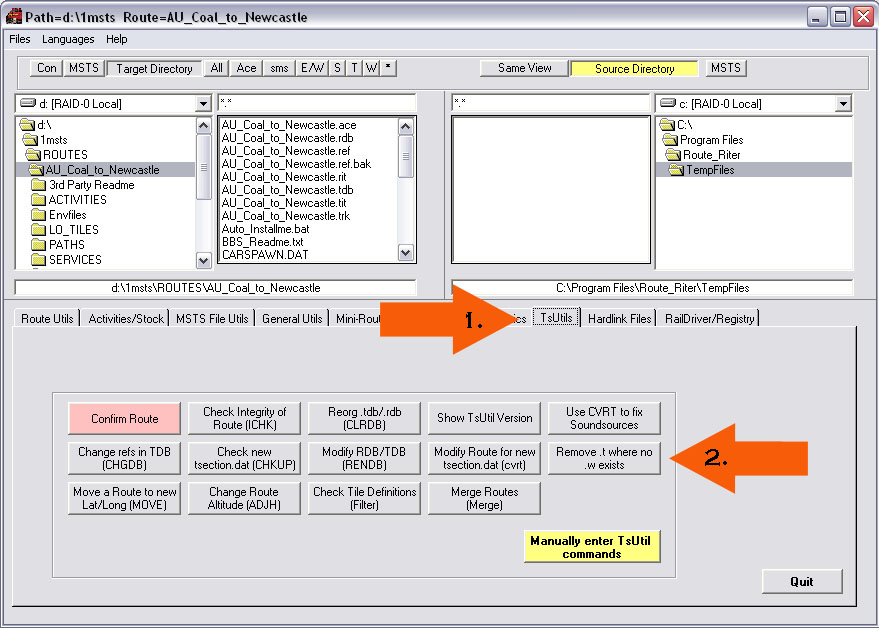 Path=d:\1msts Route=AU_Coal_to_Newcastle
Files Languages Help
Con MSTS Target Directory All Ace sms E/W S T W * Same View Source Directory MSTS
d: [RAID-0 Local] *.* *.* c: [RAID-0 Local]
d:\
1msts
ROUTES
AU_Coal_to_Newcastle
3rd Party Readme
ACTIVITIES
Envfiles
LO_TILES
PATHS
SERVICES
AU_Coal_to_Newcastle.ace
AU_Coal_to_Newcastle.rdb
AU_Coal_to_Newcastle.ref
AU_Coal_to_Newcastle.ref.bak
AU_Coal_to_Newcastle.rit
AU_Coal_to_Newcastle.tdb
AU_Coal_to_Newcastle.tit
AU_Coal_to_Newcastle.trk
Auto_Installme.bat
BBS_Readme.txt
CARSPAWN.DAT
C:\
Program Files
Route_Riter
TempFiles
d:\1msts\ROUTES\AU_Coal_to_Newcastle C:\Program Files\Route_Riter\TempFiles
Route Utils Activities/Stock MSTS File Utils General Utils Mini-Rout 1. ics TsUtils Hardlink Files RailDriver/Registry
Confirm Route
Check Integrity of
Route (ICHK)
Reorg .tdb/.rdb
(CLRDB)
Show TsUtil Version
Use CVRT to fix
Soundsources
Change refs in TDB
(CHGDB)
Check new
tsection.dat (CHKUP)
Modify RDB/TDB
(RENDB)
Modify Route for new
tsection.dat (cvrt)
Remove .t where no
.w exists
2.
Move a Route to new
Lat/Long (MOVE)
Change Route
Altitude (ADJH)
Check Tile Definitions
(Filter)
Merge Routes
(Merge)
Manually enter TsUtil
commands
Quit